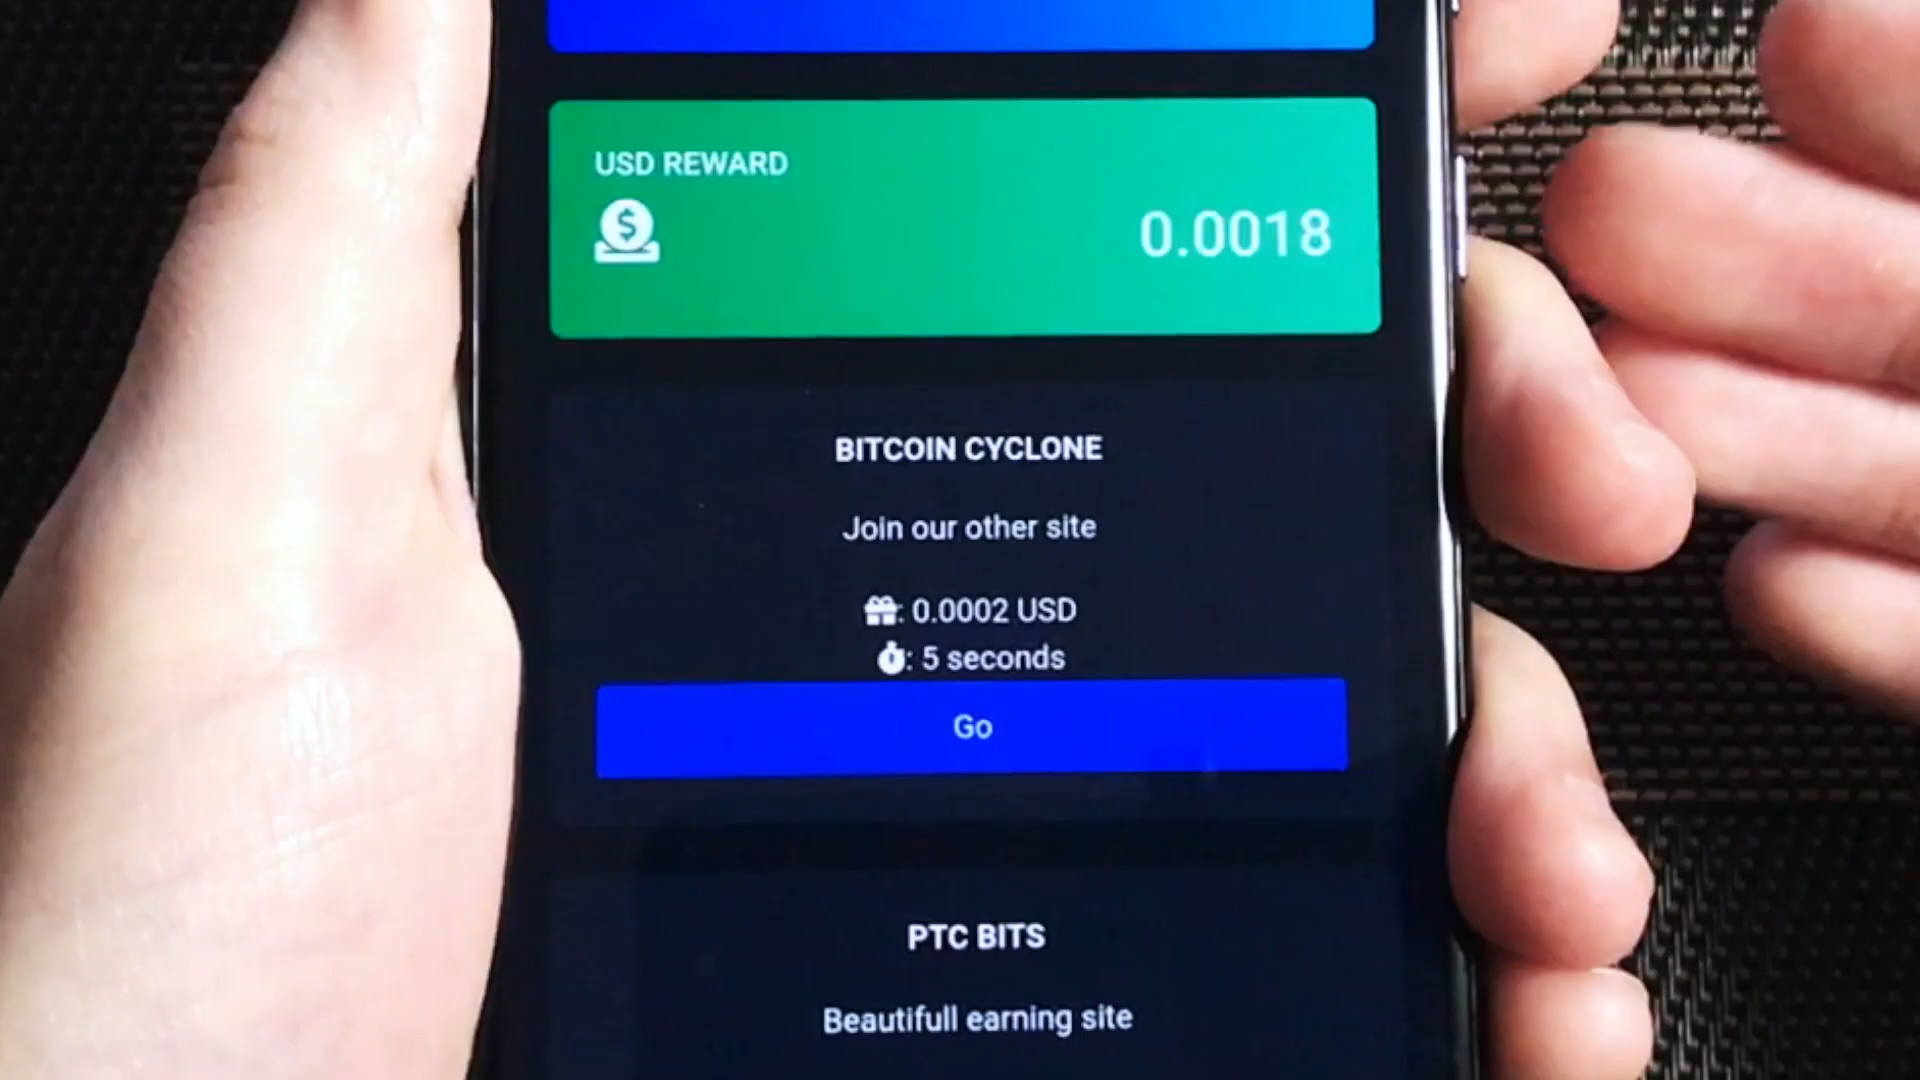 USD REWARD
0.0018
BITCOIN CYCLONE
Join our other site
: 0.0002 USD
: 5 seconds
Go
PTC BITS
Beautifull earning site